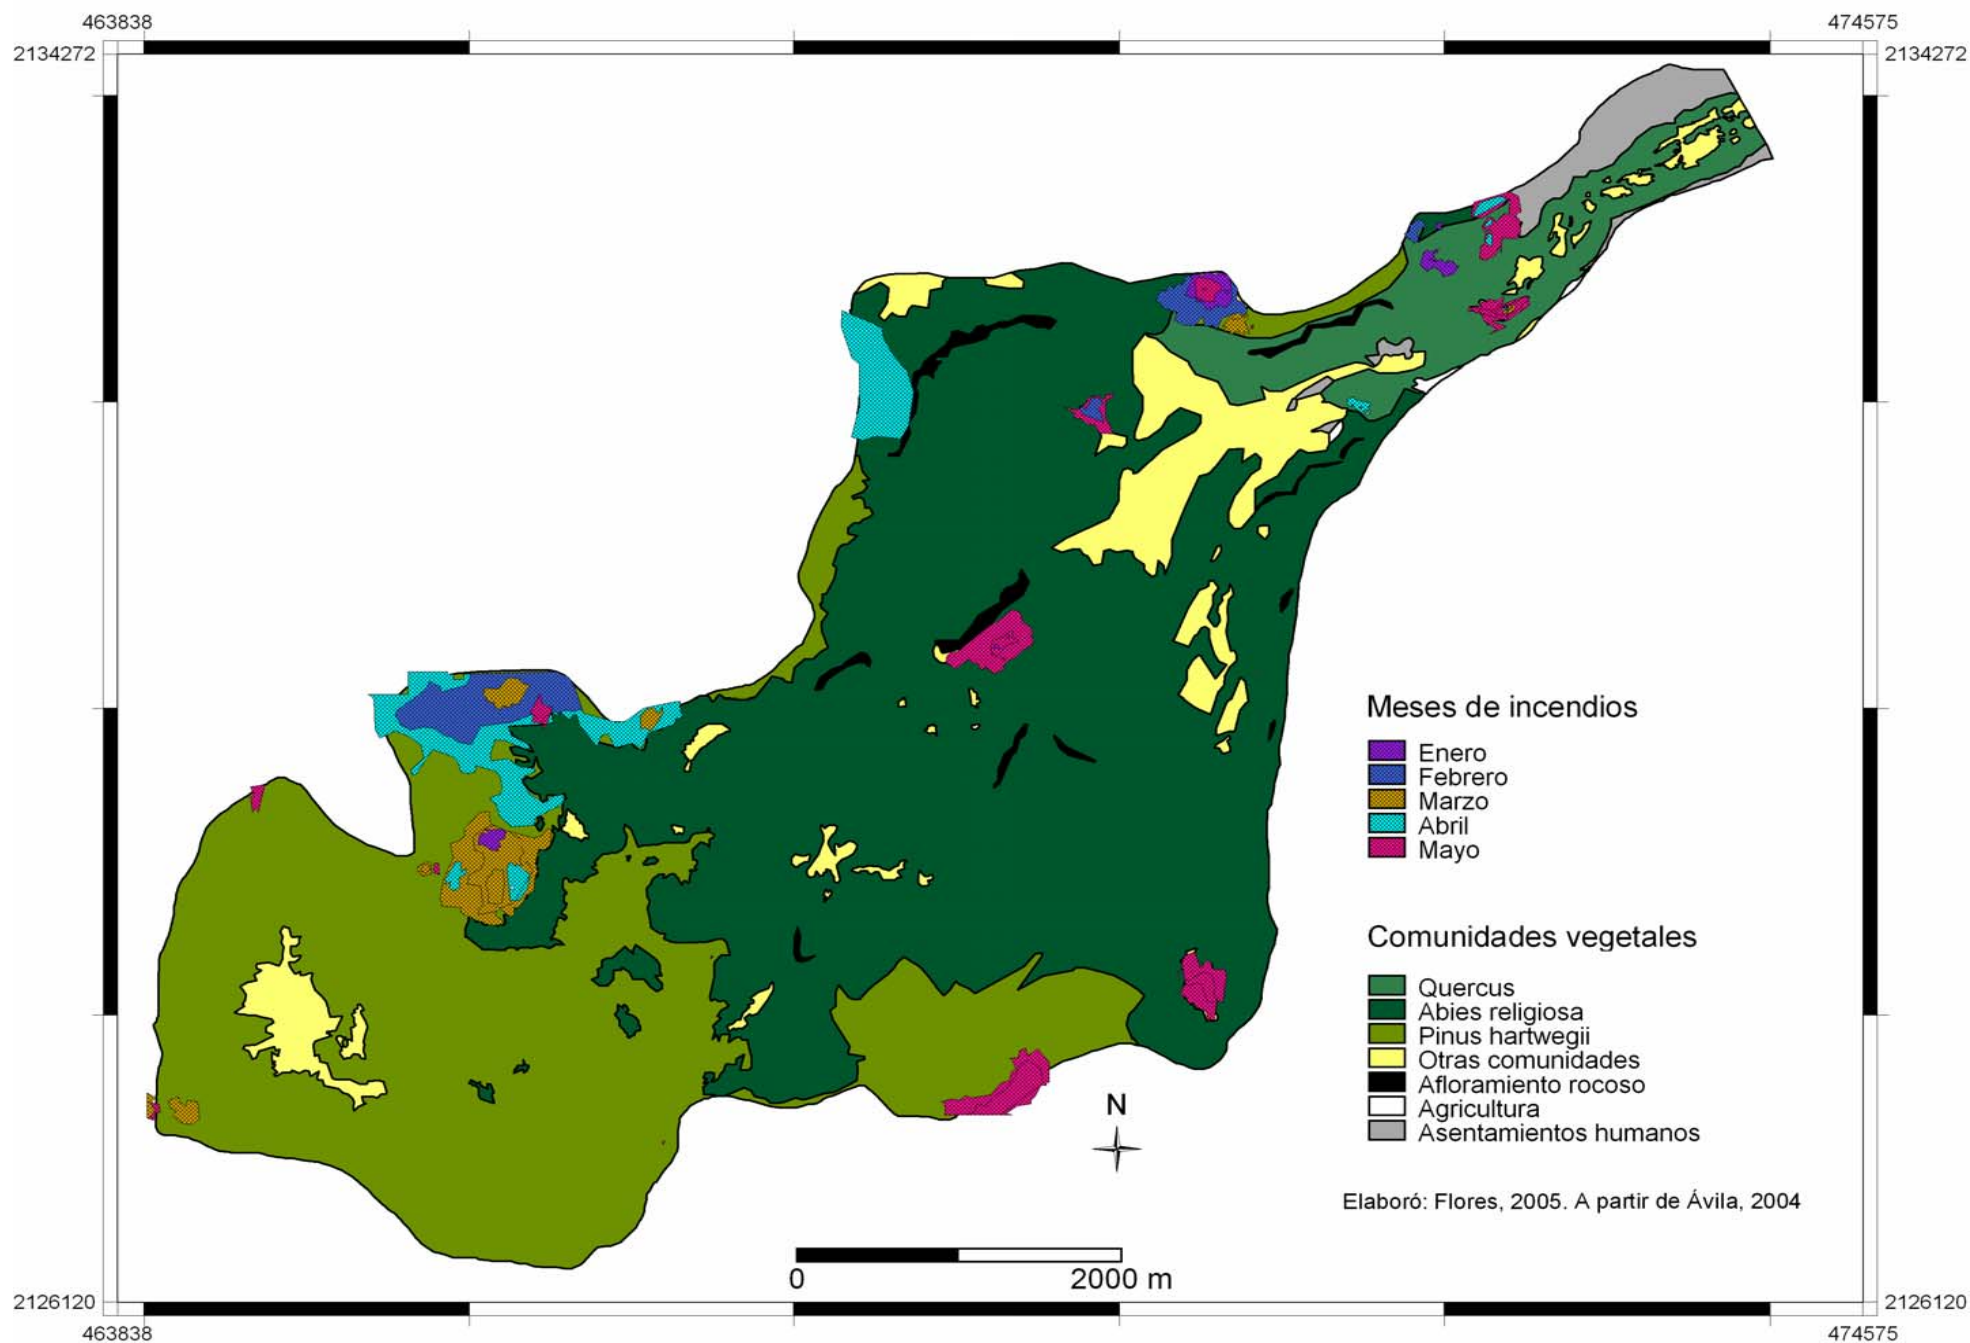 463838
474575
2134272
2134272
Meses de incendios
Enero
Febrero
Marzo
Abril
Mayo
Comunidades vegetales
Quercus
Abies religiosa
Pinus hartwegii
Otras comunidades
Afloramiento rocoso
Agricultura
Asentamientos humanos
N
Elaboró: Flores, 2005. A partir de Ávila, 2004
0
2000 m
2126120
2126120
463838
474575